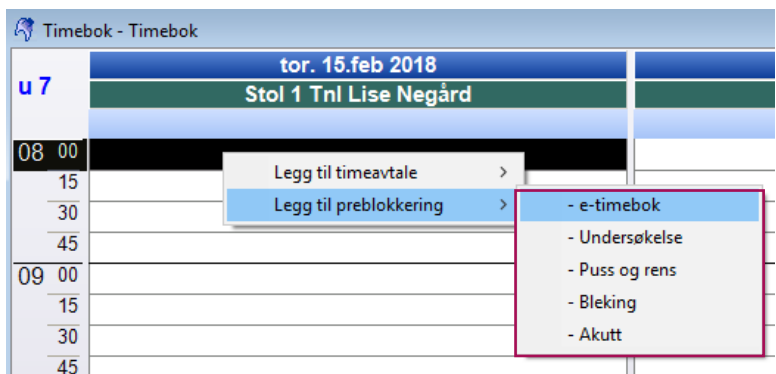 Timebok - Timebok
u 7
tor. 15.feb 2018
Stol 1 Tnl Lise Negård
08 00
15
30
45
09 00
15
30
45
Legg til timeavtale >
Legg til preblokkering >
- e-timebok
- Undersøkelse
- Puss og rens
- Bleking
- Akutt